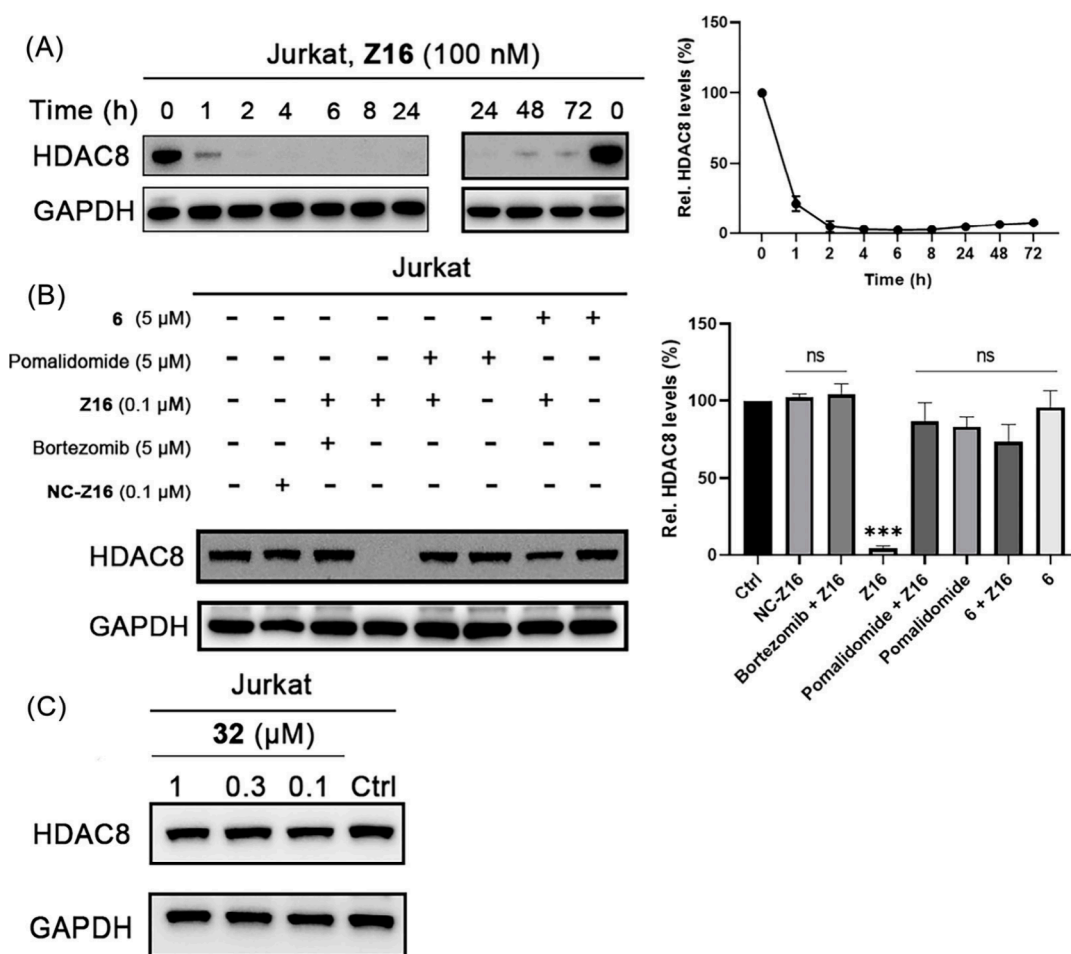 (A)
Jurkat, Z16 (100 nM)
Time (h) 0 1 2 4 6 8 24 24 48 72 0
HDAC8
GAPDH
Rel. HDAC8 levels (%)
150
100
50
0
0 1 2 4 6 8 24 48 72
Time (h)
(B)
Jurkat
6 (5 µM) - - - - - - + +
Pomalidomide (5 µM) - - - - + + - -
Z16 (0.1 µM) - - + + + - + -
Bortezomib (5 µM) - - + - - - - -
NC-Z16 (0.1 µM) - + - - - - - -
HDAC8
GAPDH
Rel. HDAC8 levels (%)
150
100
50
0
ns
***
ns
Ctrl
NC-Z16
Bortezomib + Z16
Z16
Pomalidomide + Z16
Pomalidomide
6 + Z16
6
(C)
Jurkat
32 (µM)
1 0.3 0.1 Ctrl
HDAC8
GAPDH